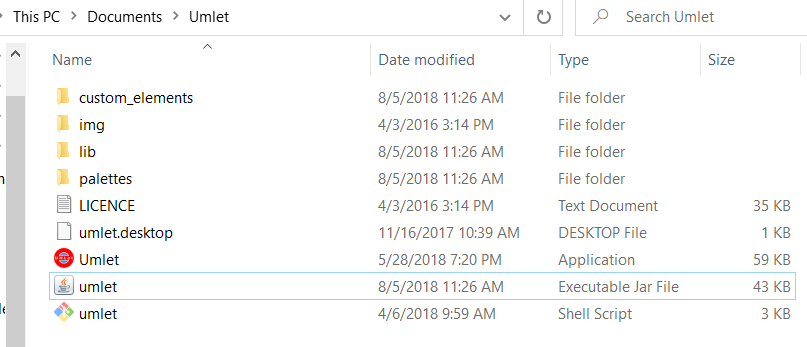 This PC > Documents > Umlet Search Umlet
Name Date modified Type Size
custom_elements 8/5/2018 11:26 AM File folder
img 4/3/2016 3:14 PM File folder
lib 8/5/2018 11:26 AM File folder
palettes 8/5/2018 11:26 AM File folder
LICENCE 4/3/2016 3:14 PM Text Document 35 KB
umlet.desktop 11/16/2017 10:39 AM DESKTOP File 1 KB
Umlet 5/28/2018 7:20 PM Application 59 KB
umlet 8/5/2018 11:26 AM Executable Jar File 43 KB
umlet 4/6/2018 9:59 AM Shell Script 3 KB